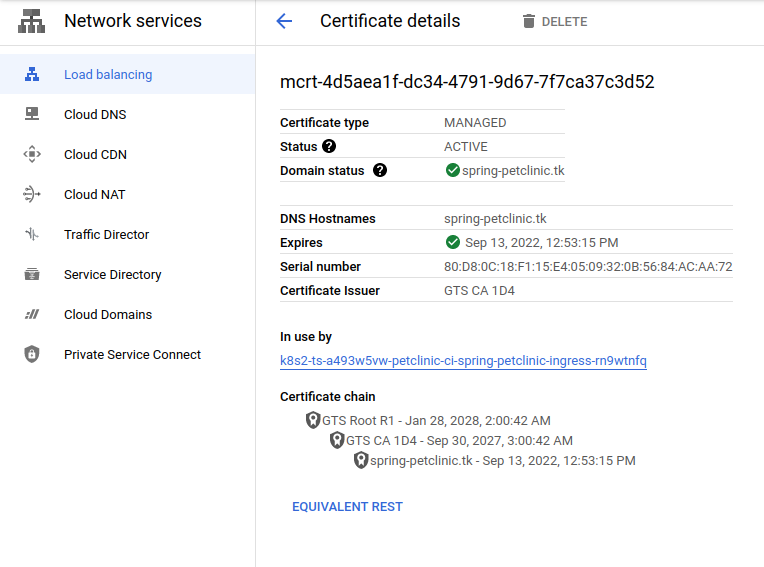 Network services
Certificate details
DELETE
Load balancing
Cloud DNS
Cloud CDN
Cloud NAT
Traffic Director
Service Directory
Cloud Domains
Private Service Connect
mcrt-4d5aea1f-dc34-4791-9d67-7f7ca37c3d52
Certificate type MANAGED
Status ? ACTIVE
Domain status ? spring-petclinic.tk
DNS Hostnames spring-petclinic.tk
Expires Sep 13, 2022, 12:53:15 PM
Serial number 80:D8:0C:18:F1:15:E4:05:09:32:0B:56:84:AC:AA:72
Certificate Issuer GTS CA 1D4
In use by
k8s2-ts-a493w5vw-petclinic-ci-spring-petclinic-ingress-rn9wtnfq
Certificate chain
GTS Root R1 - Jan 28, 2028, 2:00:42 AM
GTS CA 1D4 - Sep 30, 2027, 3:00:42 AM
spring-petclinic.tk - Sep 13, 2022, 12:53:15 PM
EQUIVALENT REST